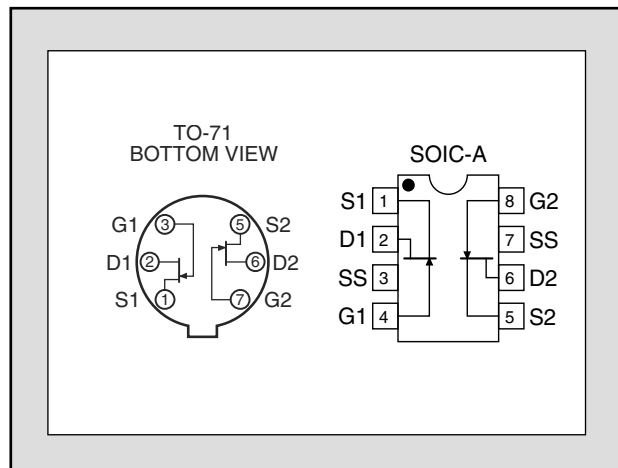 TO-71
BOTTOM VIEW
G1 3 5 S2
D1 2 6 D2
S1 1 7 G2
SOIC-A
S1 1 8 G2
D1 2 7 SS
SS 3 6 D2
G1 4 5 S2